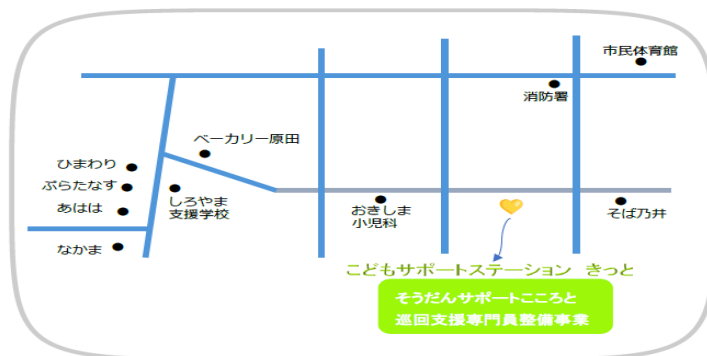 市民体育館
消防署
ベーカリー原田
ひまわり
ぷらたなす
あはは
しろやま
支援学校
おきしま
小児科
そば乃井
なかま
こどもサポートステーション きっと
そうだんサポートこころと
巡回支援専門員整備事業